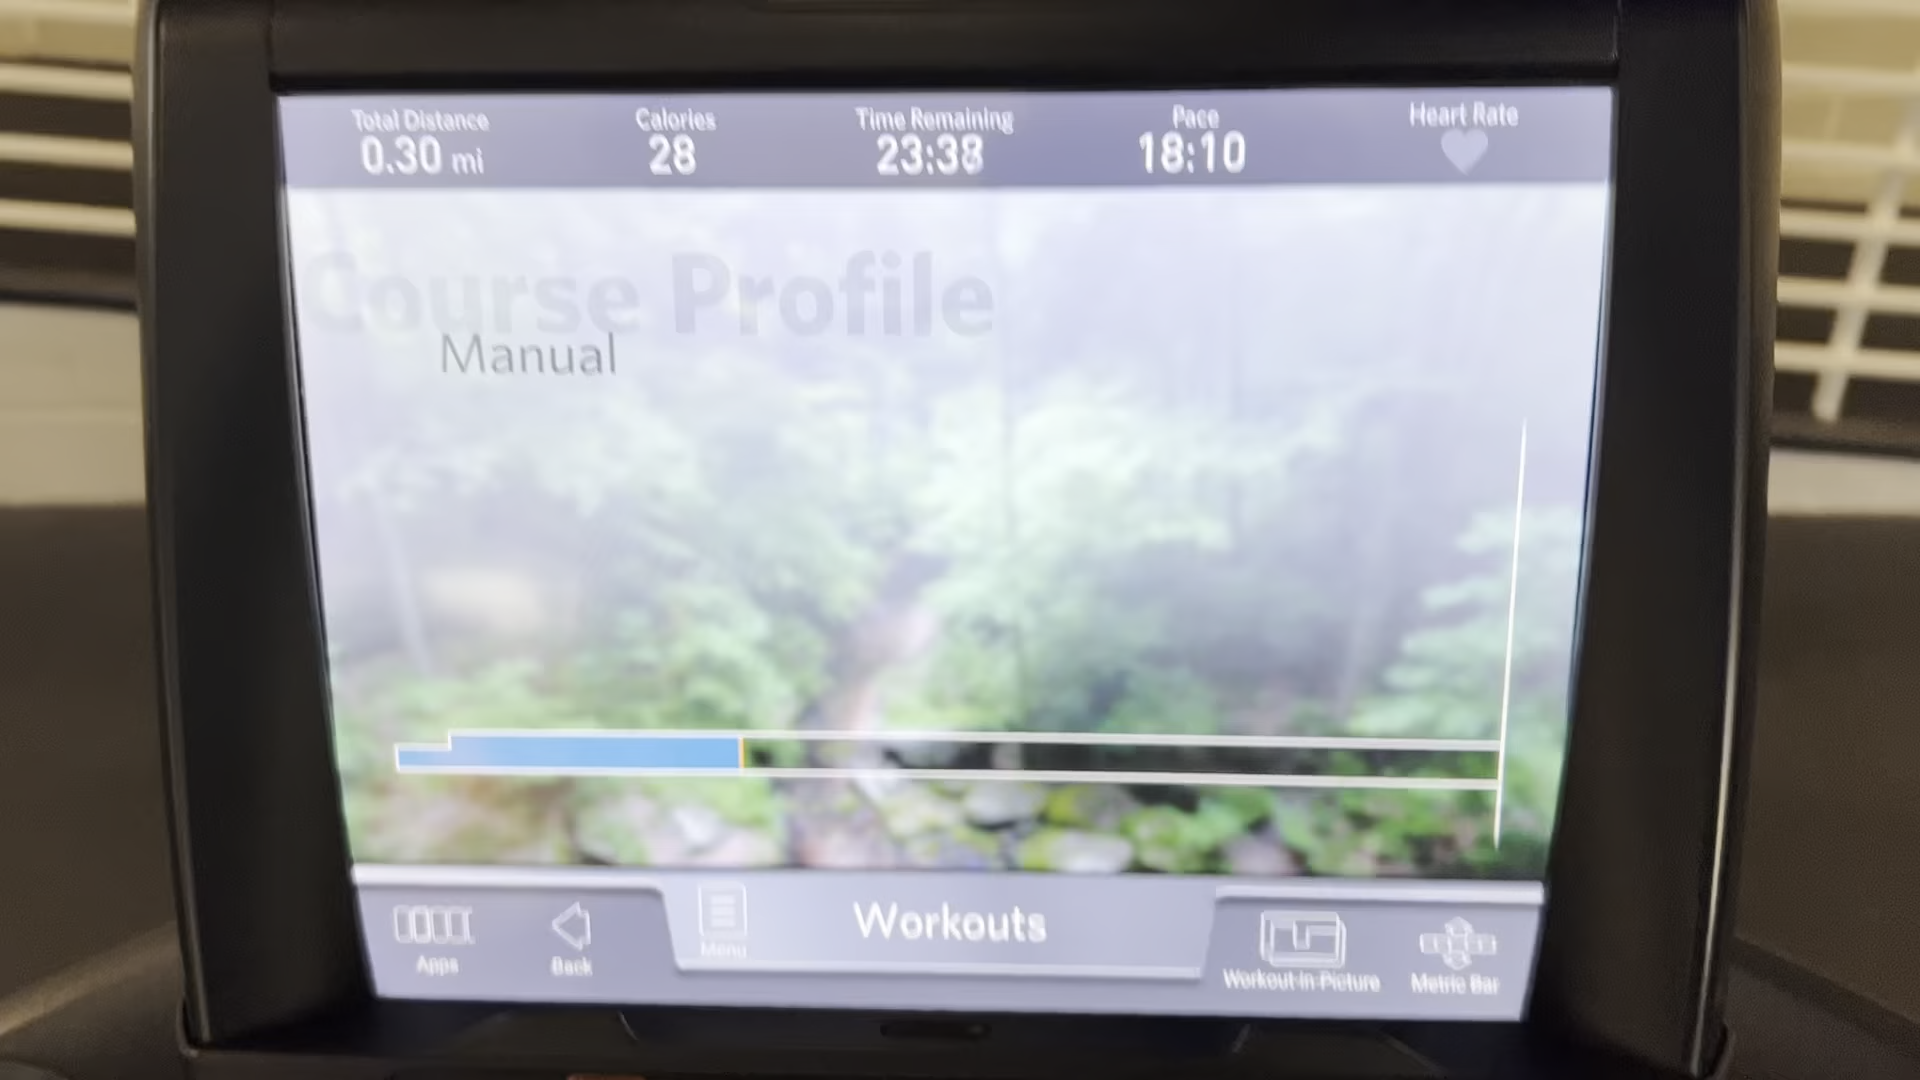 Total Distance Calories Time Remaining Pace Heart Rate
0.30 mi 28 23:38 18:10
Course Profile
Manual
Menu Workouts
Apps Back Workout-In-Picture Metric Bar